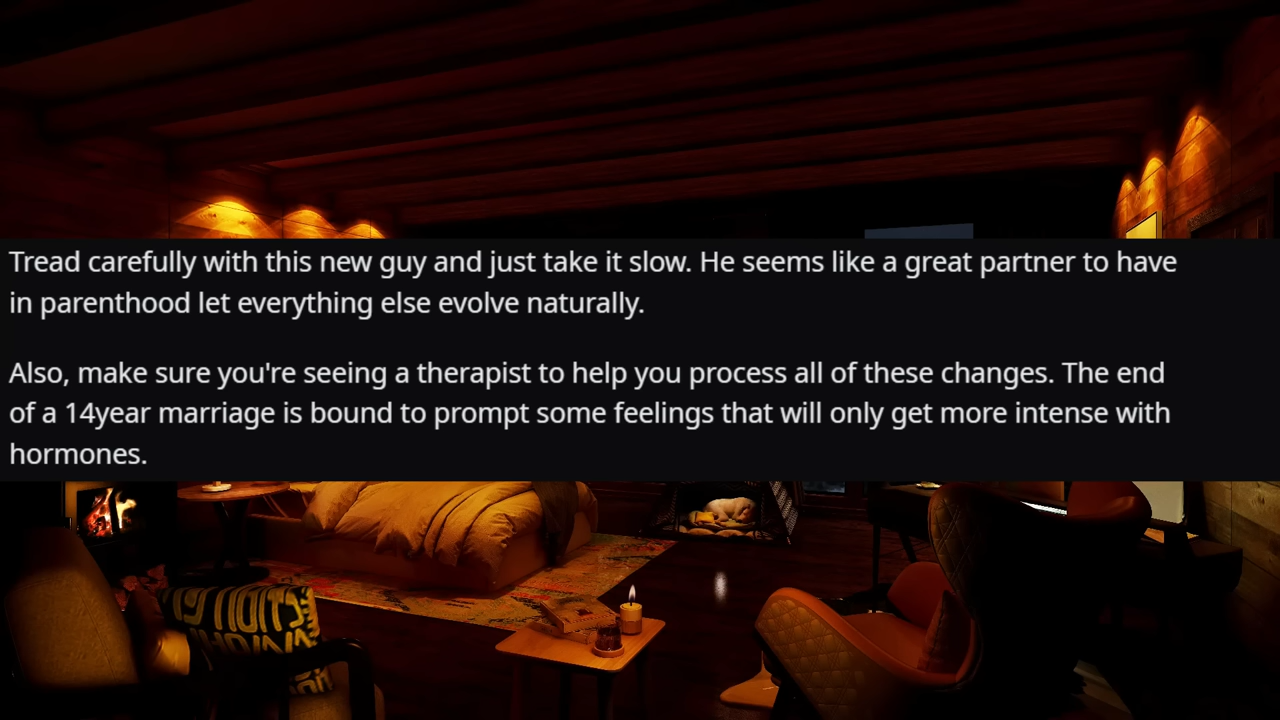 Tread carefully with this new guy and just take it slow. He seems like a great partner to have
in parenthood let everything else evolve naturally.
Also, make sure you're seeing a therapist to help you process all of these changes. The end
of a 14year marriage is bound to prompt some feelings that will only get more intense with
hormones.